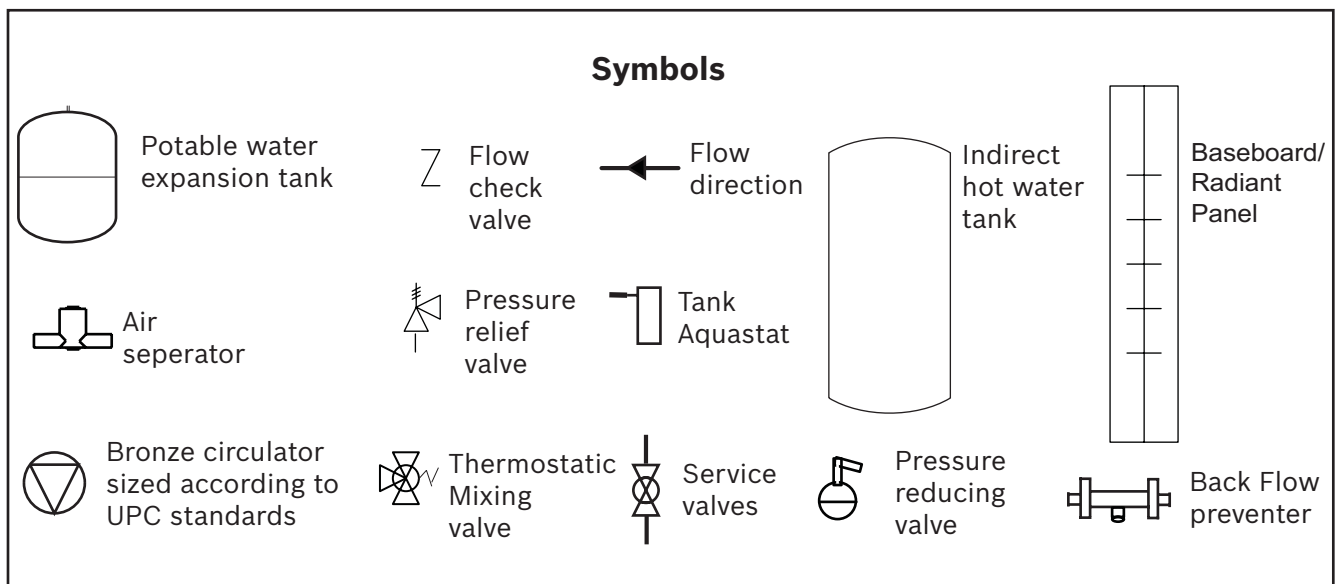 Symbols
Potable water
expansion tank
Flow
check
valve
Flow
direction
Indirect
hot water
tank
Baseboard/
Radiant
Panel
Air
seperator
Pressure
relief
valve
Tank
Aquastat
Bronze circulator
sized according to
UPC standards
Thermostatic
Mixing
valve
Service
valves
Pressure
reducing
valve
Back Flow
preventer